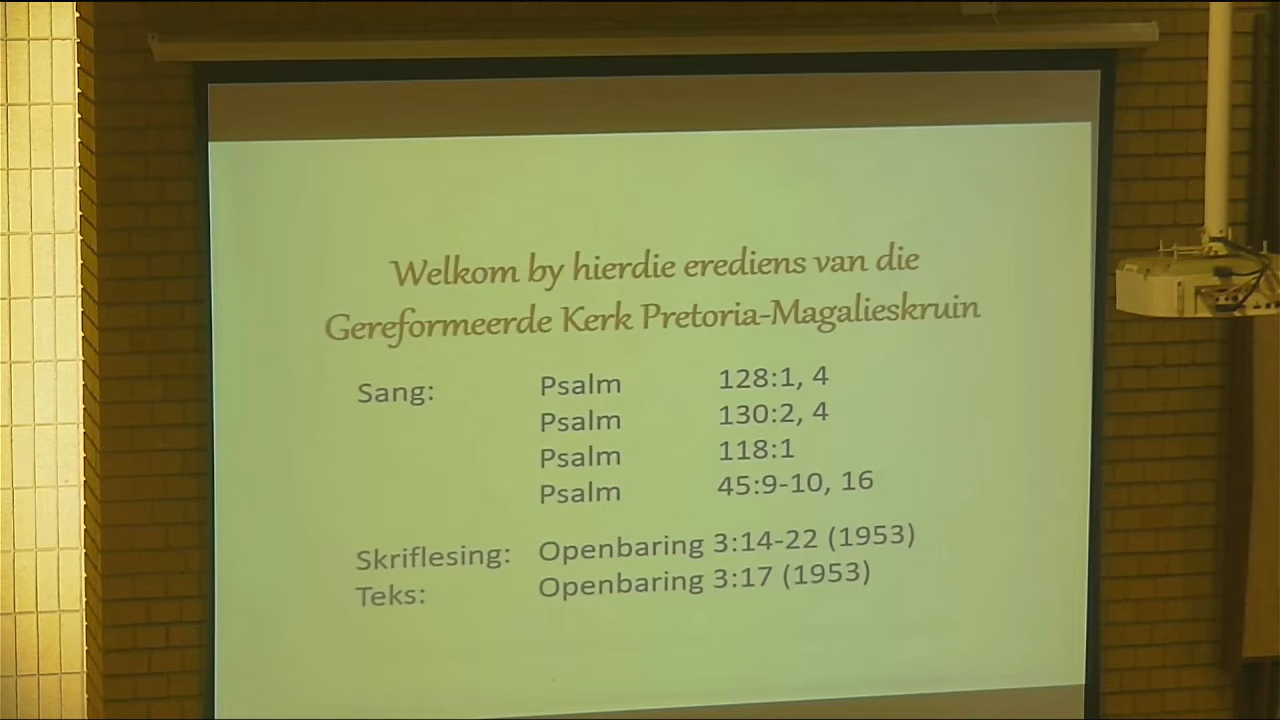 Welkom by hierdie erediens van die
Gereformeerde Kerk Pretoria-Magalieskruin
Sang: Psalm 128:1, 4
Psalm 130:2, 4
Psalm 118:1
Psalm 45:9-10, 16
Skriflesing: Openbaring 3:14-22 (1953)
Teks: Openbaring 3:17 (1953)